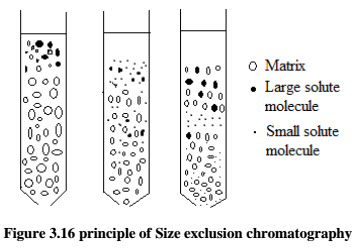 Matrix
Large solute
molecule
Small solute
molecule
Figure 3.16 principle of Size exclusion chromatography